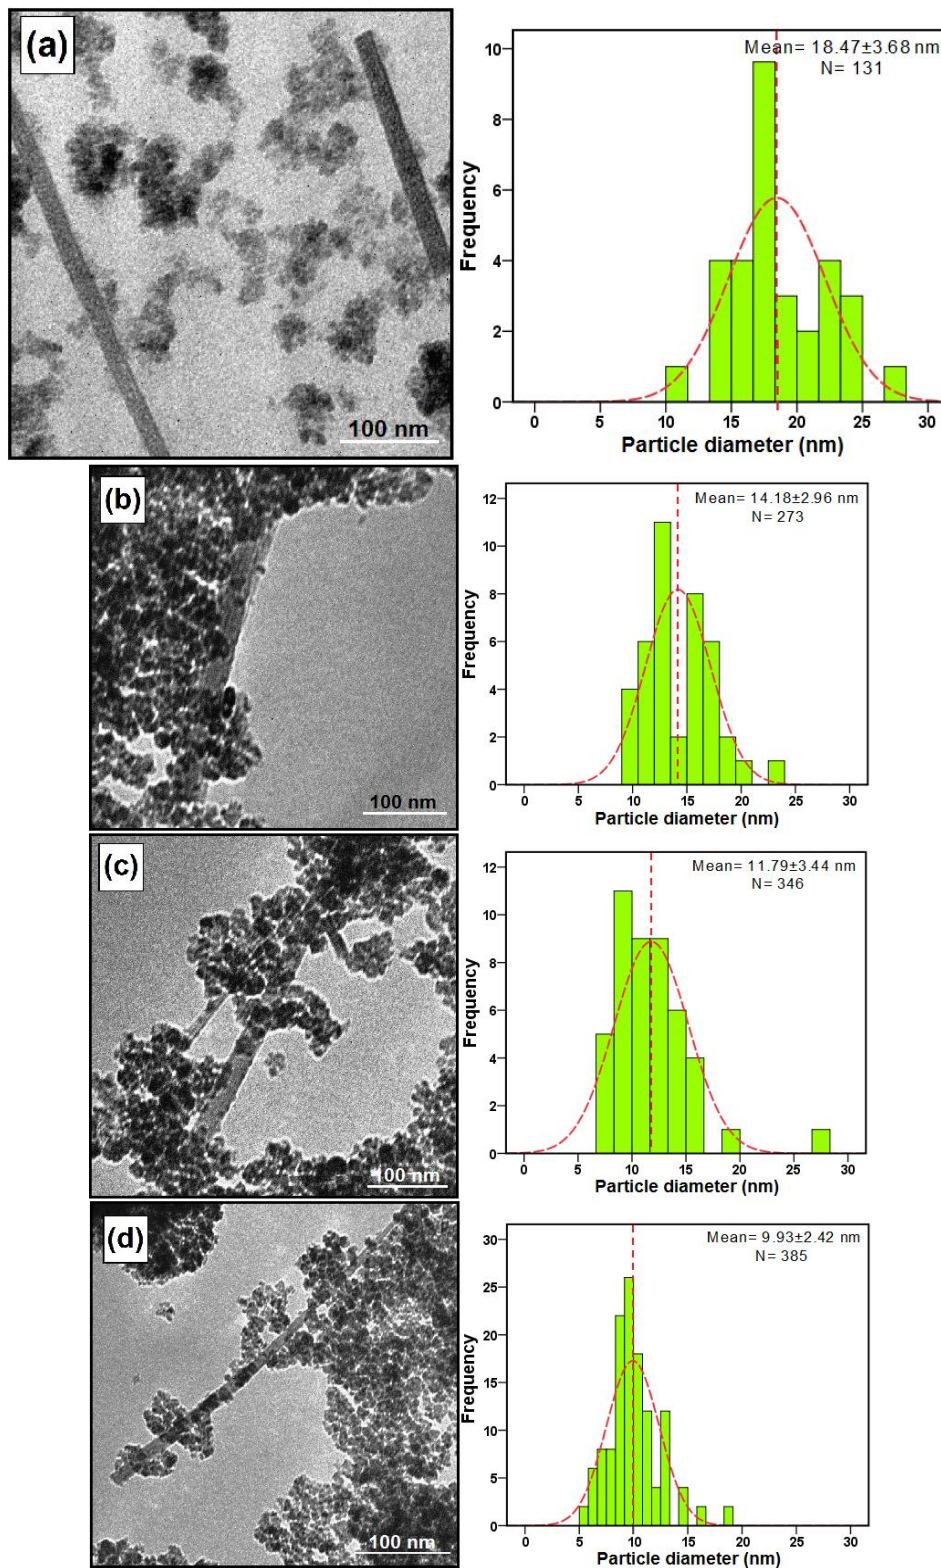 (a)
100 nm
Mean= 18.47±3.68 nm
N= 131
Frequency
10
8
6
4
2
0
0 5 10 15 20 25 30
Particle diameter (nm)
(b)
100 nm
Mean= 14.18±2.96 nm
N= 273
Frequency
12
10
8
6
4
2
0
0 5 10 15 20 25 30
Particle diameter (nm)
(c)
100 nm
Mean= 11.79±3.44 nm
N= 346
Frequency
12
10
8
6
4
2
0
0 5 10 15 20 25 30
Particle diameter (nm)
(d)
100 nm
Mean= 9.93±2.42 nm
N= 385
Frequency
30
25
20
15
10
5
0
0 5 10 15 20 25 30
Particle diameter (nm)